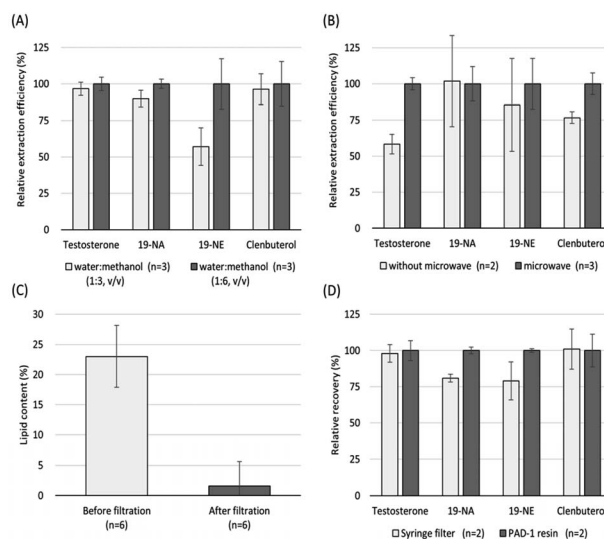 (A)
Relative extraction efficiency (%)
125
100
75
50
25
0
Testosterone 19-NA 19-NE Clenbuterol
water:methanol (n=3) water:methanol (n=3)
(1:3, v/v) (1:6, v/v)
(B)
Relative extraction efficiency (%)
125
100
75
50
25
0
Testosterone 19-NA 19-NE Clenbuterol
without microwave (n=2) microwave (n=3)
(C)
Lipid content (%)
30
25
20
15
10
5
0
Before filtration After filtration
(n=6) (n=6)
(D)
Relative recovery (%)
125
100
75
50
25
0
Testosterone 19-NA 19-NE Clenbuterol
Syringe filter (n=2) PAD-1 resin (n=2)